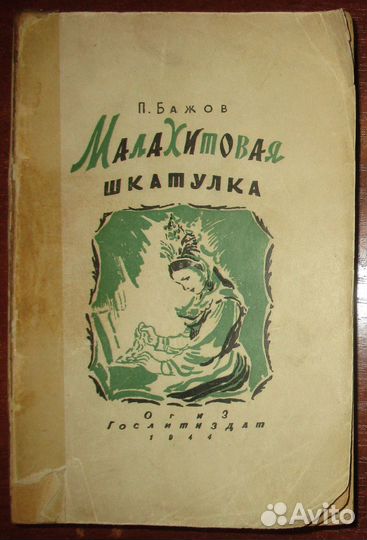 П. Бажов
МалаХитовая
шкатулка
ОгиЗ
Гослитиздат
1944
Avito